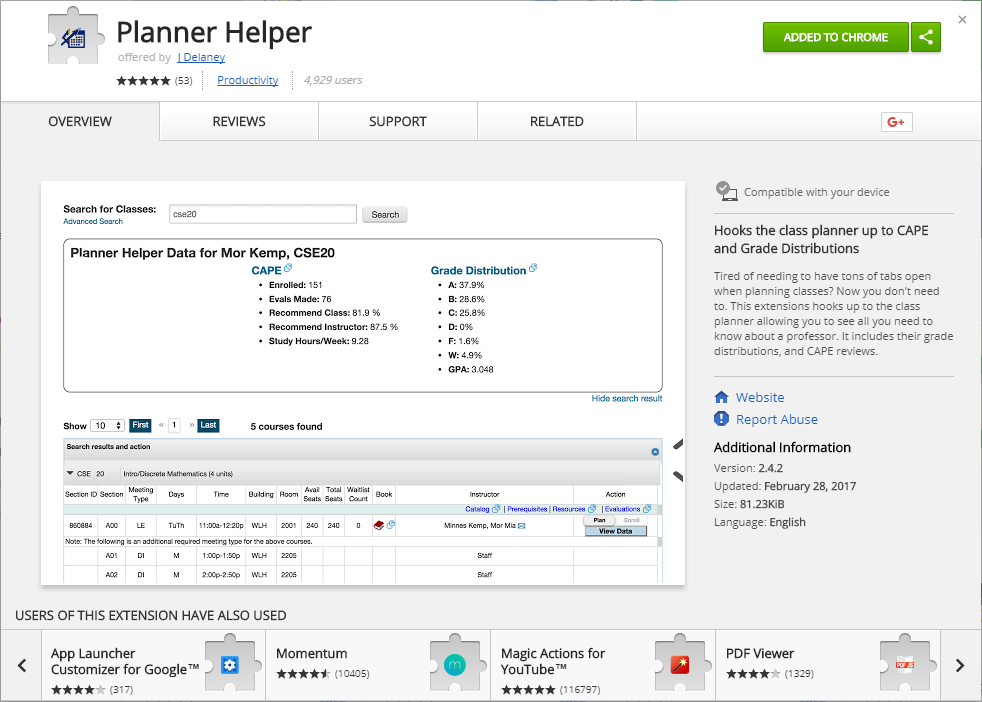 Planner Helper
offered by J Delaney
(53) Productivity 4,929 users
ADDED TO CHROME
OVERVIEW REVIEWS SUPPORT RELATED
G+
Search for Classes:
Advanced Search
cse20
Search
Planner Helper Data for Mor Kemp, CSE20
CAPE
• Enrolled: 151
• Evals Made: 76
• Recommend Class: 81.9 %
• Recommend Instructor: 87.5 %
• Study Hours/Week: 9.28
Grade Distribution
• A: 37.9%
• B: 28.6%
• C: 25.8%
• D: 0%
• F: 1.6%
• W: 4.9%
• GPA: 3.048
Hide search result
Show 10 First « 1 » Last 5 courses found
Search results and action
CSE 20 Intro/Discrete Mathematics (4 units)
Section ID Section Meeting Type Days Time Building Room Avail Seats Total Seats Waitlist Count Book Instructor Action
Catalog | Prerequisites | Resources | Evaluations
860884 A00 LE TuTh 11:00a-12:20p WLH 2001 240 240 0 Minnes Kemp, Mor Mia Plan Enroll
View Data
Note: The following is an additional required meeting type for the above courses.
A01 DI M 1:00p-1:50p WLH 2205 Staff
A02 DI M 2:00p-2:50p WLH 2205 Staff
Compatible with your device
Hooks the class planner up to CAPE
and Grade Distributions
Tired of needing to have tons of tabs open
when planning classes? Now you don't need
to. This extensions hooks up to the class
planner allowing you to see all you need to
know about a professor. It includes their grade
distributions, and CAPE reviews.
Website
Report Abuse
Additional Information
Version: 2.4.2
Updated: February 28, 2017
Size: 81.23KiB
Language: English
USERS OF THIS EXTENSION HAVE ALSO USED
App Launcher
Customizer for Google™
(317)
Momentum
(10405)
m
Magic Actions for
YouTube™
(116797)
PDF Viewer
(1329)
PDF JS